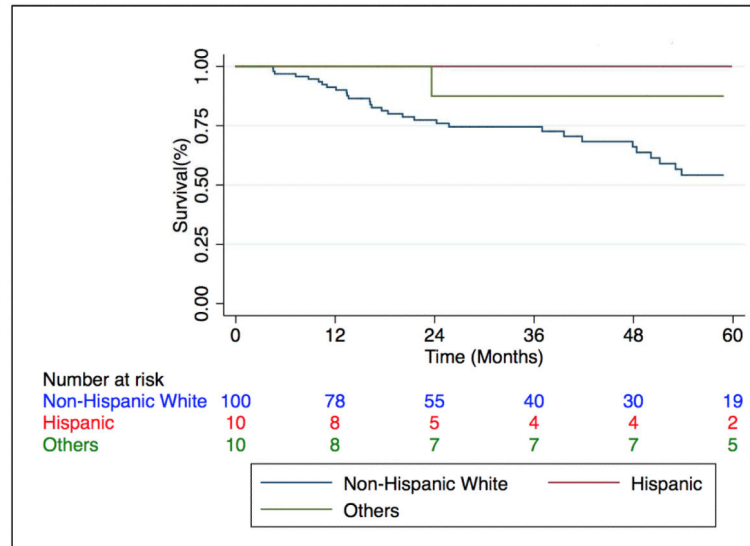 1.00
0.75
0.50
0.25
0.00
Survival(%)
0 12 24 36 48 60
Time (Months)
Number at risk
Non-Hispanic White 100 78 55 40 30 19
Hispanic 10 8 5 4 4 2
Others 10 8 7 7 7 5
Non-Hispanic White Hispanic
Others